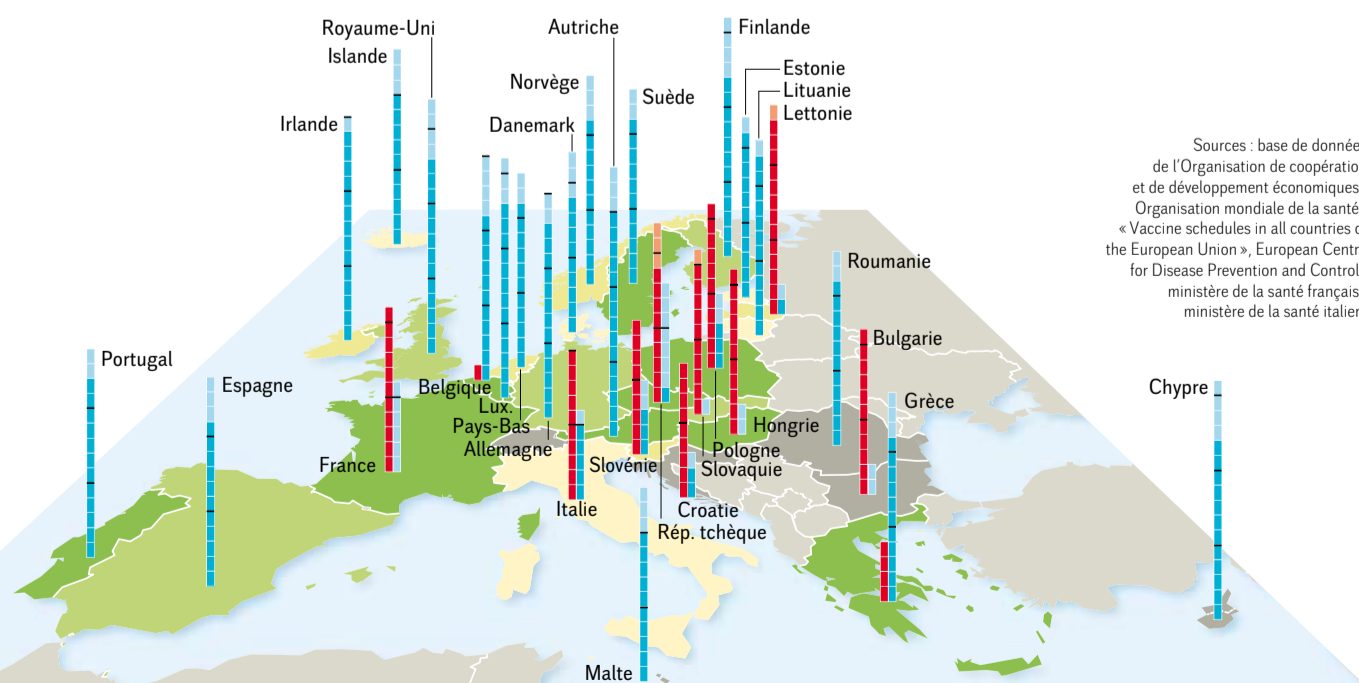 Royaume-Uni
Islande
Irlande
Autriche
Norvège
Danemark
Suède
Finlande
Estonie
Lituanie
Lettonie
Sources : base de donnée
de l'Organisation de coopératio
et de développement économiques
Organisation mondiale de la santé
« Vaccine schedules in all countries o
the European Union », European Centr
for Disease Prevention and Control
ministère de la santé français
ministère de la santé italien
Roumanie
Bulgarie
Portugal
Espagne
Belgique
Lux.
Pays-Bas
Allemagne
France
Chypre
Grèce
Hongrie
Pologne
Slovaquie
Slovénie
Italie
Croatie
Rép. tchèque
Malte